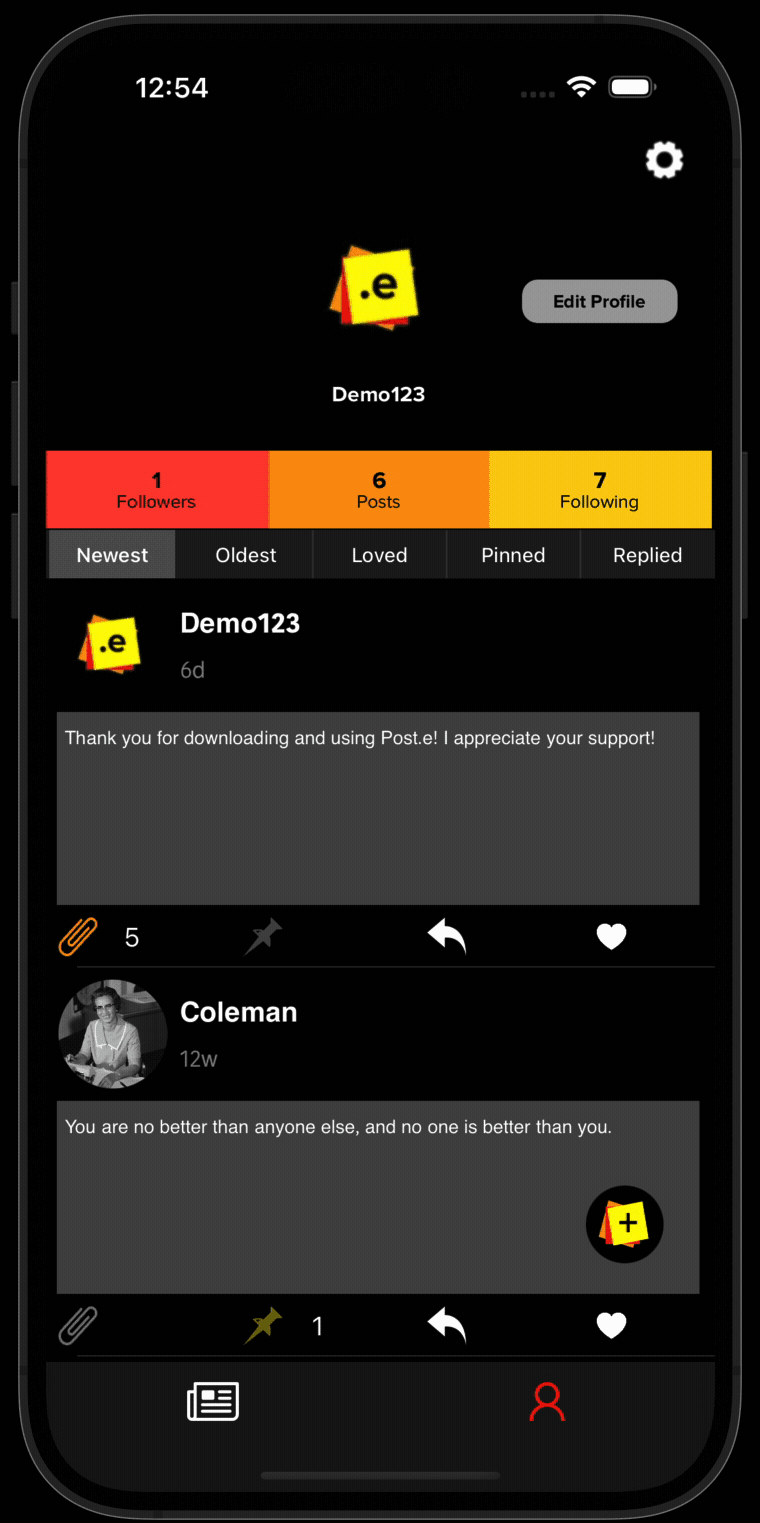 12:54
.e
Edit Profile
Demo123
1
Followers
6
Posts
7
Following
Newest
Oldest
Loved
Pinned
Replied
.e
Demo123
6d
Thank you for downloading and using Post.e! I appreciate your support!
5
Coleman
12w
You are no better than anyone else, and no one is better than you.
+
1